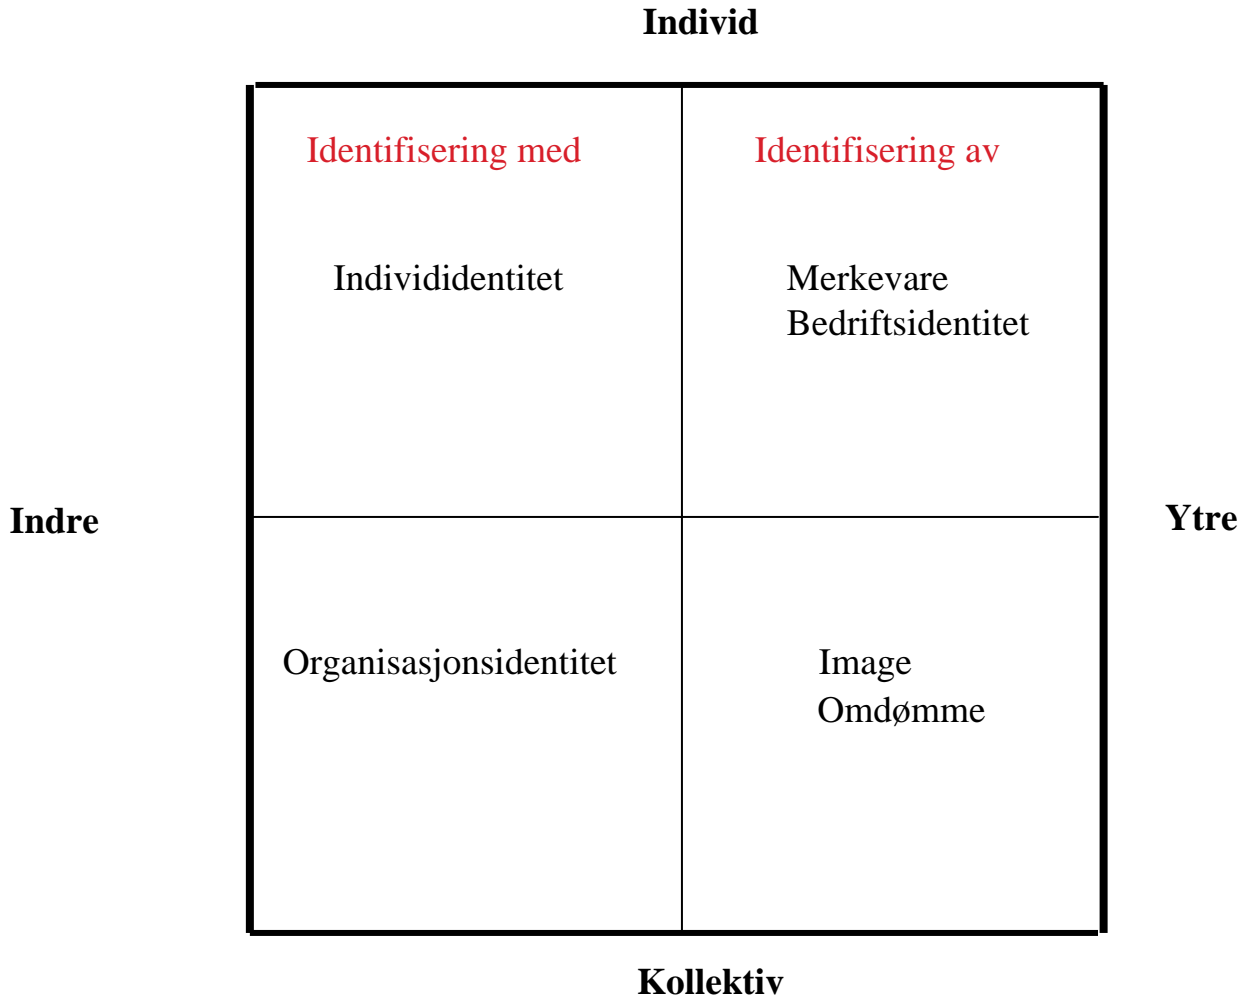 Individ
Identifisering med
Identifisering av
Individidentitet
Merkevare
Bedriftsidentitet
Indre
Ytre
Organisasjonsidentitet
Image
Omdømme
Kollektiv